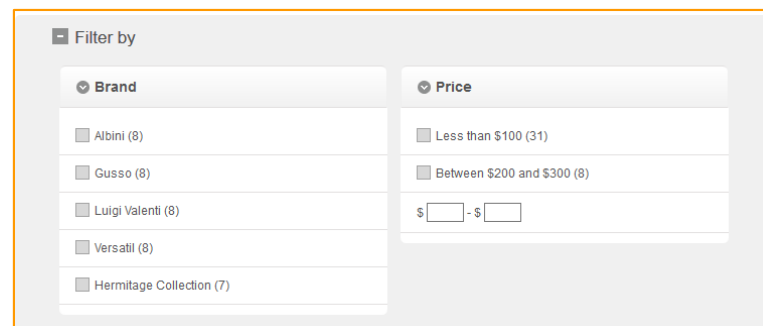 Filter by
Brand
Albini (8)
Gusso (8)
Luigi Valenti (8)
Versatil (8)
Hermitage Collection (7)
Price
Less than $100 (31)
Between $200 and $300 (8)
$ - $